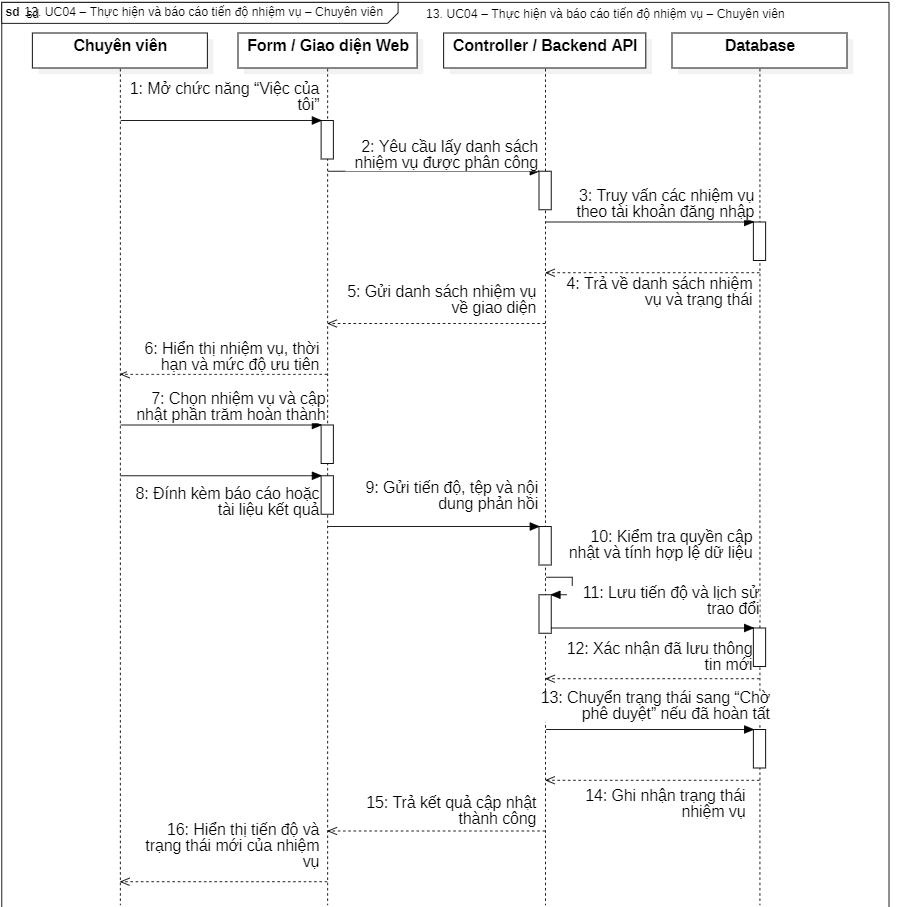 sd 13. UC04 – Thực hiện và báo cáo tiến độ nhiệm vụ – Chuyên viên
13. UC04 – Thực hiện và báo cáo tiến độ nhiệm vụ – Chuyên viên
Chuyên viên
Form / Giao diện Web
Controller / Backend API
Database
1: Mở chức năng “Việc của
tôi”
2: Yêu cầu lấy danh sách
nhiệm vụ được phân công
3: Truy vấn các nhiệm vụ
theo tài khoản đăng nhập
4: Trả về danh sách nhiệm
vụ và trạng thái
5: Gửi danh sách nhiệm vụ
về giao diện
6: Hiển thị nhiệm vụ, thời
hạn và mức độ ưu tiên
7: Chọn nhiệm vụ và cập
nhật phần trăm hoàn thành
8: Đính kèm báo cáo hoặc
tài liệu kết quả
9: Gửi tiến độ, tệp và nội
dung phản hồi
10: Kiểm tra quyền cập
nhật và tính hợp lệ dữ liệu
11: Lưu tiến độ và lịch sử
trao đổi
12: Xác nhận đã lưu thông
tin mới
13: Chuyển trạng thái sang “Chờ
phê duyệt” nếu đã hoàn tất
14: Ghi nhận trạng thái
nhiệm vụ
15: Trả kết quả cập nhật
thành công
16: Hiển thị tiến độ và
trạng thái mới của nhiệm
vụ